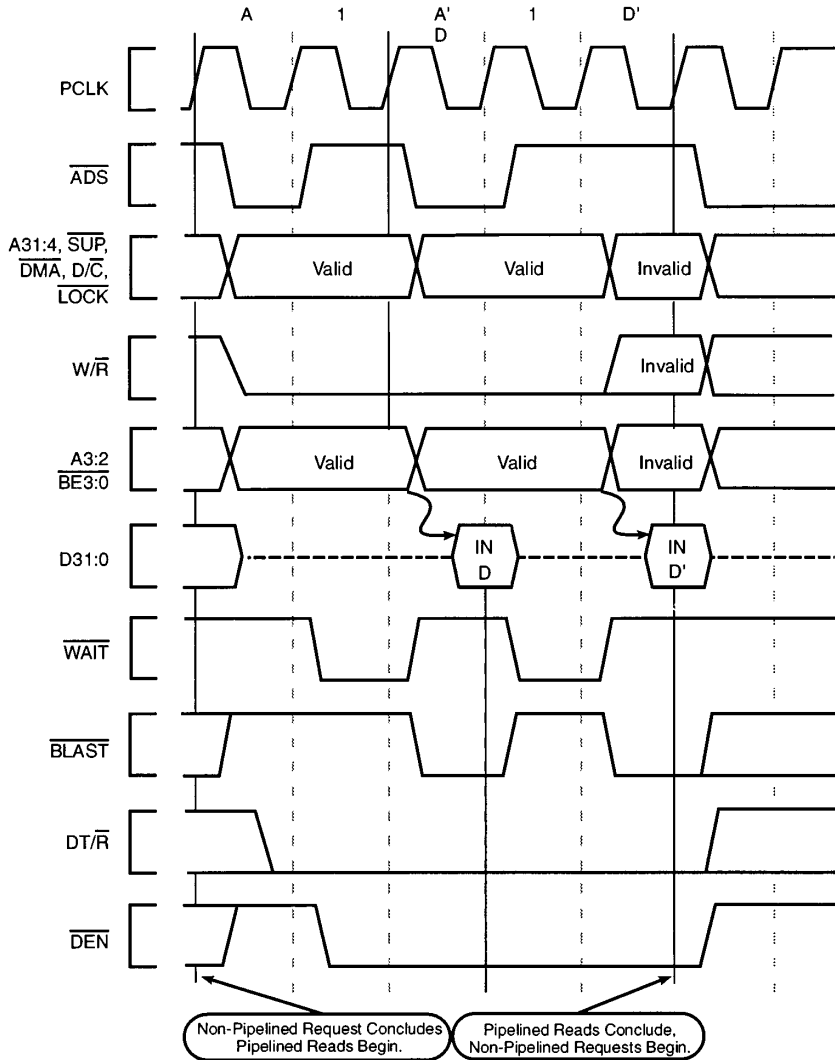 A 1 A' 1 D'
D
PCLK
ADS
A31:4, SUP,
DMA, D/C,
LOCK
Valid Valid Invalid
W/R
Invalid
A3:2
BE3:0
Valid Valid Invalid
D31:0
IN IN
D D'
WAIT
BLAST
DT/R
DEN
Non-Pipelined Request Concludes
Pipelined Reads Begin.
Pipelined Reads Conclude,
Non-Pipelined Requests Begin.